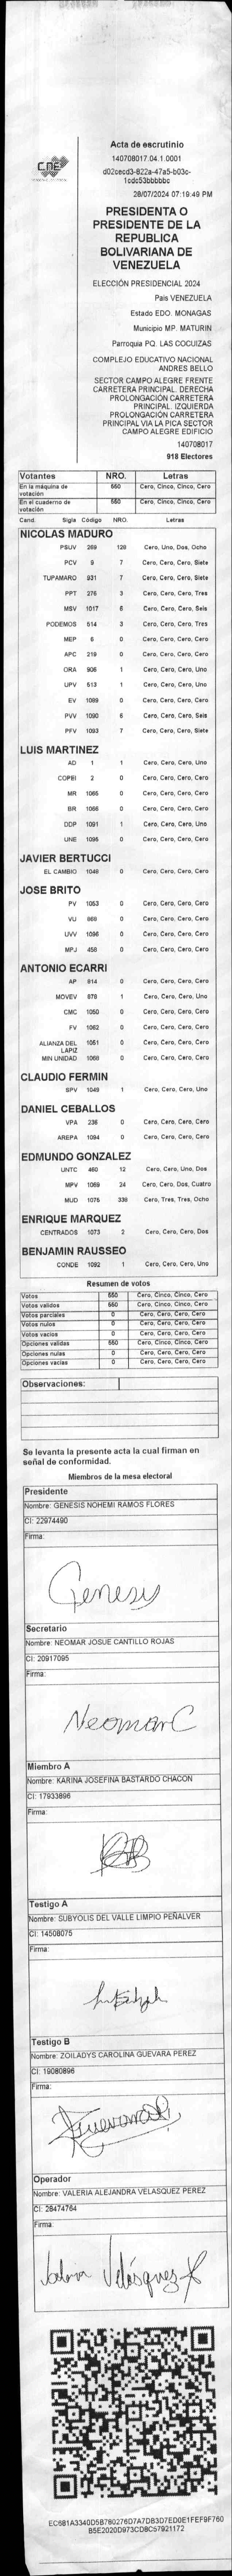 CNE
Acta de escrutinio
140708017.04.1.0001
d02cecd3-822a-47a5-b03c-
1cdc53bbbbbc
28/07/2024 07:19:49 PM
PRESIDENTA O
PRESIDENTE DE LA
REPUBLICA
BOLIVARIANA DE
VENEZUELA
ELECCIÓN PRESIDENCIAL 2024
País VENEZUELA
Estado EDO. MONAGAS
Municipio MP. MATURIN
Parroquia PQ. LAS COCUIZAS
COMPLEJO EDUCATIVO NACIONAL
ANDRES BELLO
SECTOR CAMPO ALEGRE FRENTE
CARRETERA PRINCIPAL. DERECHA
PROLONGACIÓN CARRETERA
PRINCIPAL. IZQUIERDA
PROLONGACIÓN CARRETERA
PRINCIPAL VIA LA PICA SECTOR
CAMPO ALEGRE EDIFICIO
140708017
918 Electores
Votantes NRO. Letras
En la máquina de votación 550 Cero, Cinco, Cinco, Cero
En el cuaderno de votación 550 Cero, Cinco, Cinco, Cero
Cand. Sigla Código NRO. Letras
NICOLAS MADURO
PSUV 269 128 Cero, Uno, Dos, Ocho
PCV 9 7 Cero, Cero, Cero, Siete
TUPAMARO 931 7 Cero, Cero, Cero, Siete
PPT 276 3 Cero, Cero, Cero, Tres
MSV 1017 6 Cero, Cero, Cero, Seis
PODEMOS 514 3 Cero, Cero, Cero, Tres
MEP 6 0 Cero, Cero, Cero, Cero
APC 219 0 Cero, Cero, Cero, Cero
ORA 906 1 Cero, Cero, Cero, Uno
UPV 513 1 Cero, Cero, Cero, Uno
EV 1089 0 Cero, Cero, Cero, Cero
PVV 1090 6 Cero, Cero, Cero, Seis
PFV 1093 7 Cero, Cero, Cero, Siete
LUIS MARTINEZ
AD 1 1 Cero, Cero, Cero, Uno
COPEI 2 0 Cero, Cero, Cero, Cero
MR 1065 0 Cero, Cero, Cero, Cero
BR 1066 0 Cero, Cero, Cero, Cero
DDP 1091 1 Cero, Cero, Cero, Uno
UNE 1095 0 Cero, Cero, Cero, Cero
JAVIER BERTUCCI
EL CAMBIO 1048 0 Cero, Cero, Cero, Cero
JOSE BRITO
PV 1053 0 Cero, Cero, Cero, Cero
VU 868 0 Cero, Cero, Cero, Cero
UVV 1096 0 Cero, Cero, Cero, Cero
MPJ 458 0 Cero, Cero, Cero, Cero
ANTONIO ECARRI
AP 814 0 Cero, Cero, Cero, Cero
MOVEV 878 1 Cero, Cero, Cero, Uno
CMC 1050 0 Cero, Cero, Cero, Cero
FV 1062 0 Cero, Cero, Cero, Cero
ALIANZA DEL LAPIZ 1051 0 Cero, Cero, Cero, Cero
MIN UNIDAD 1068 0 Cero, Cero, Cero, Cero
CLAUDIO FERMIN
SPV 1049 1 Cero, Cero, Cero, Uno
DANIEL CEBALLOS
VPA 236 0 Cero, Cero, Cero, Cero
AREPA 1094 0 Cero, Cero, Cero, Cero
EDMUNDO GONZALEZ
UNTC 460 12 Cero, Cero, Uno, Dos
MPV 1069 24 Cero, Cero, Dos, Cuatro
MUD 1075 338 Cero, Tres, Tres, Ocho
ENRIQUE MARQUEZ
CENTRADOS 1073 2 Cero, Cero, Cero, Dos
BENJAMIN RAUSSEO
CONDE 1092 1 Cero, Cero, Cero, Uno
Resumen de votos
Votos 550 Cero, Cinco, Cinco, Cero
Votos validos 550 Cero, Cinco, Cinco, Cero
Votos parciales 0 Cero, Cero, Cero, Cero
Votos nulos 0 Cero, Cero, Cero, Cero
Votos vacios 0 Cero, Cero, Cero, Cero
Opciones validas 550 Cero, Cinco, Cinco, Cero
Opciones nulas 0 Cero, Cero, Cero, Cero
Opciones vacias 0 Cero, Cero, Cero, Cero
Observaciones:
Se levanta la presente acta la cual firman en
señal de conformidad.
Miembros de la mesa electoral
Presidente
Nombre: GENESIS NOHEMI RAMOS FLORES
CI: 22974490
Firma:
Genesis
Secretario
Nombre: NEOMAR JOSUE CANTILLO ROJAS
CI: 20917095
Firma:
Neomar C
Miembro A
Nombre: KARINA JOSEFINA BASTARDO CHACON
CI: 17933896
Firma:
Testigo A
Nombre: SUBYOLIS DEL VALLE LIMPIO PEÑALVER
CI: 14508075
Firma:
Testigo B
Nombre: ZOILADYS CAROLINA GUEVARA PEREZ
CI: 19080896
Firma:
Operador
Nombre: VALERIA ALEJANDRA VELASQUEZ PEREZ
CI: 28474764
Firma:
Valeria Velásquez
EC6B1A3340D5B780276D7A7DB3D7ED0E1FEF9F760
B5E2020D973CD8C57921172